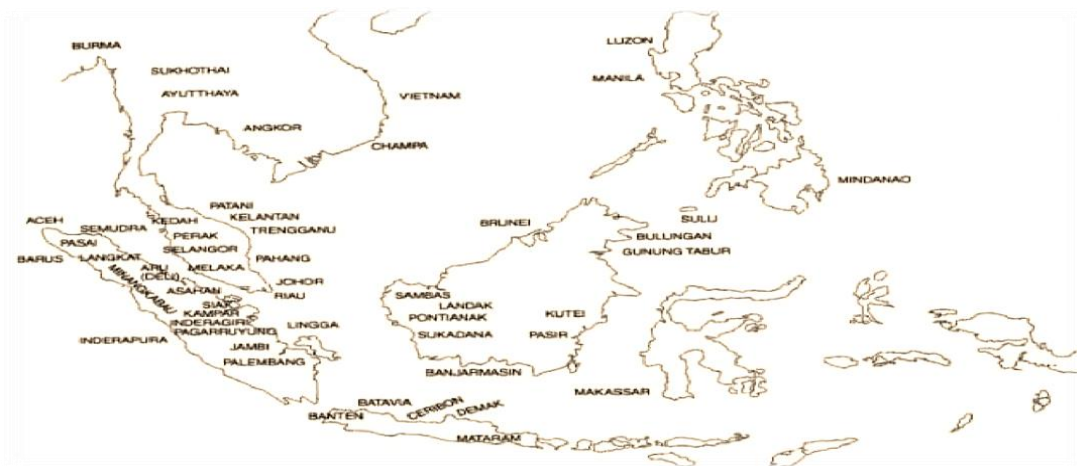 BURMA
SUKHOTHAI
AYUTTHAYA
ANGKOR
VIETNAM
CHAMPA
LUZON
MANILA
MINDANAO
SULU
BRUNEI
BULLUNGAN
GUNUNG TABUR
PATANI
KELANTAN
TRENGGANU
KEDAH
PERAK
SELANGOR
PAHANG
MELAKA
JOHOR
RIAU
ACEH
SEMUDRA
PASAI
LANGKAT
BARUS
ARU
(DELI)
MINANGKABAU
ASAHAN
SIAK
KAMPAR
INDERAGIRI
PAGARRUYUNG
LINGGA
INDERAPURA
JAMBI
PALEMBANG
SAMBAS
LANDAK
PONTIANAK
KUTEI
SUKADANA
PASIR
BANJARMASIN
MAKASSAR
BATAVIA
CERIBON
DEMAK
BANTEN
MATARAM